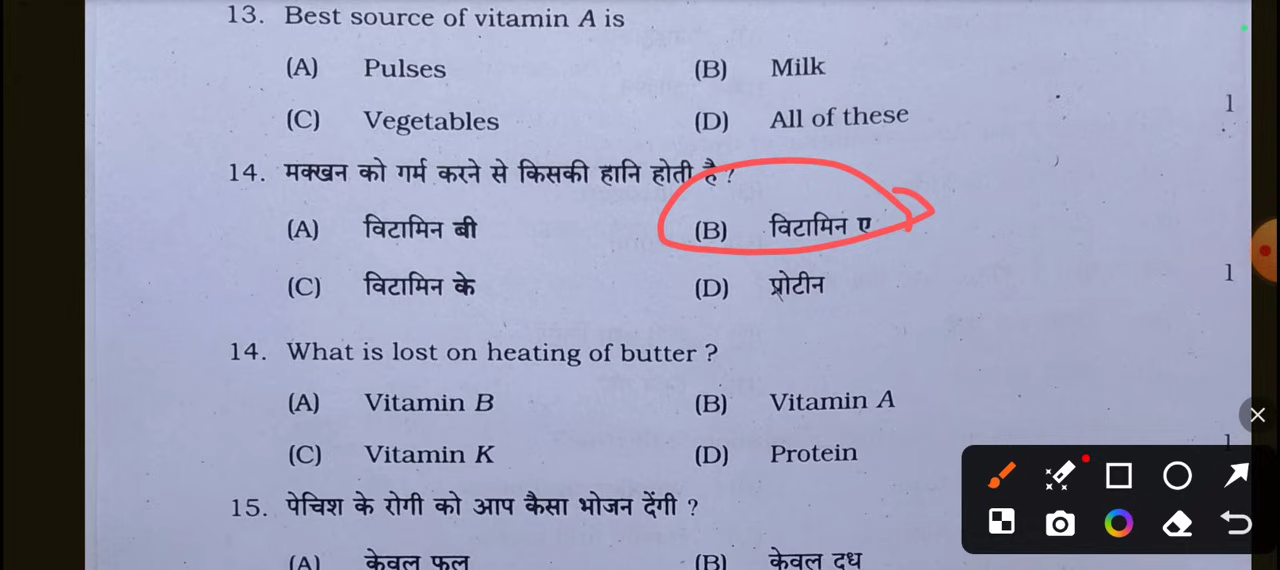 13. Best source of vitamin A is
(A) Pulses (B) Milk
(C) Vegetables (D) All of these 1
14. मक्खन को गर्म करने से किसकी हानि होती है ?
(A) विटामिन बी (B) विटामिन ए
(C) विटामिन के (D) प्रोटीन 1
14. What is lost on heating of butter ?
(A) Vitamin B (B) Vitamin A
(C) Vitamin K (D) Protein 1
15. पेचिश के रोगी को आप कैसा भोजन देंगी ?
(A) केवल फल (B) केवल दूध